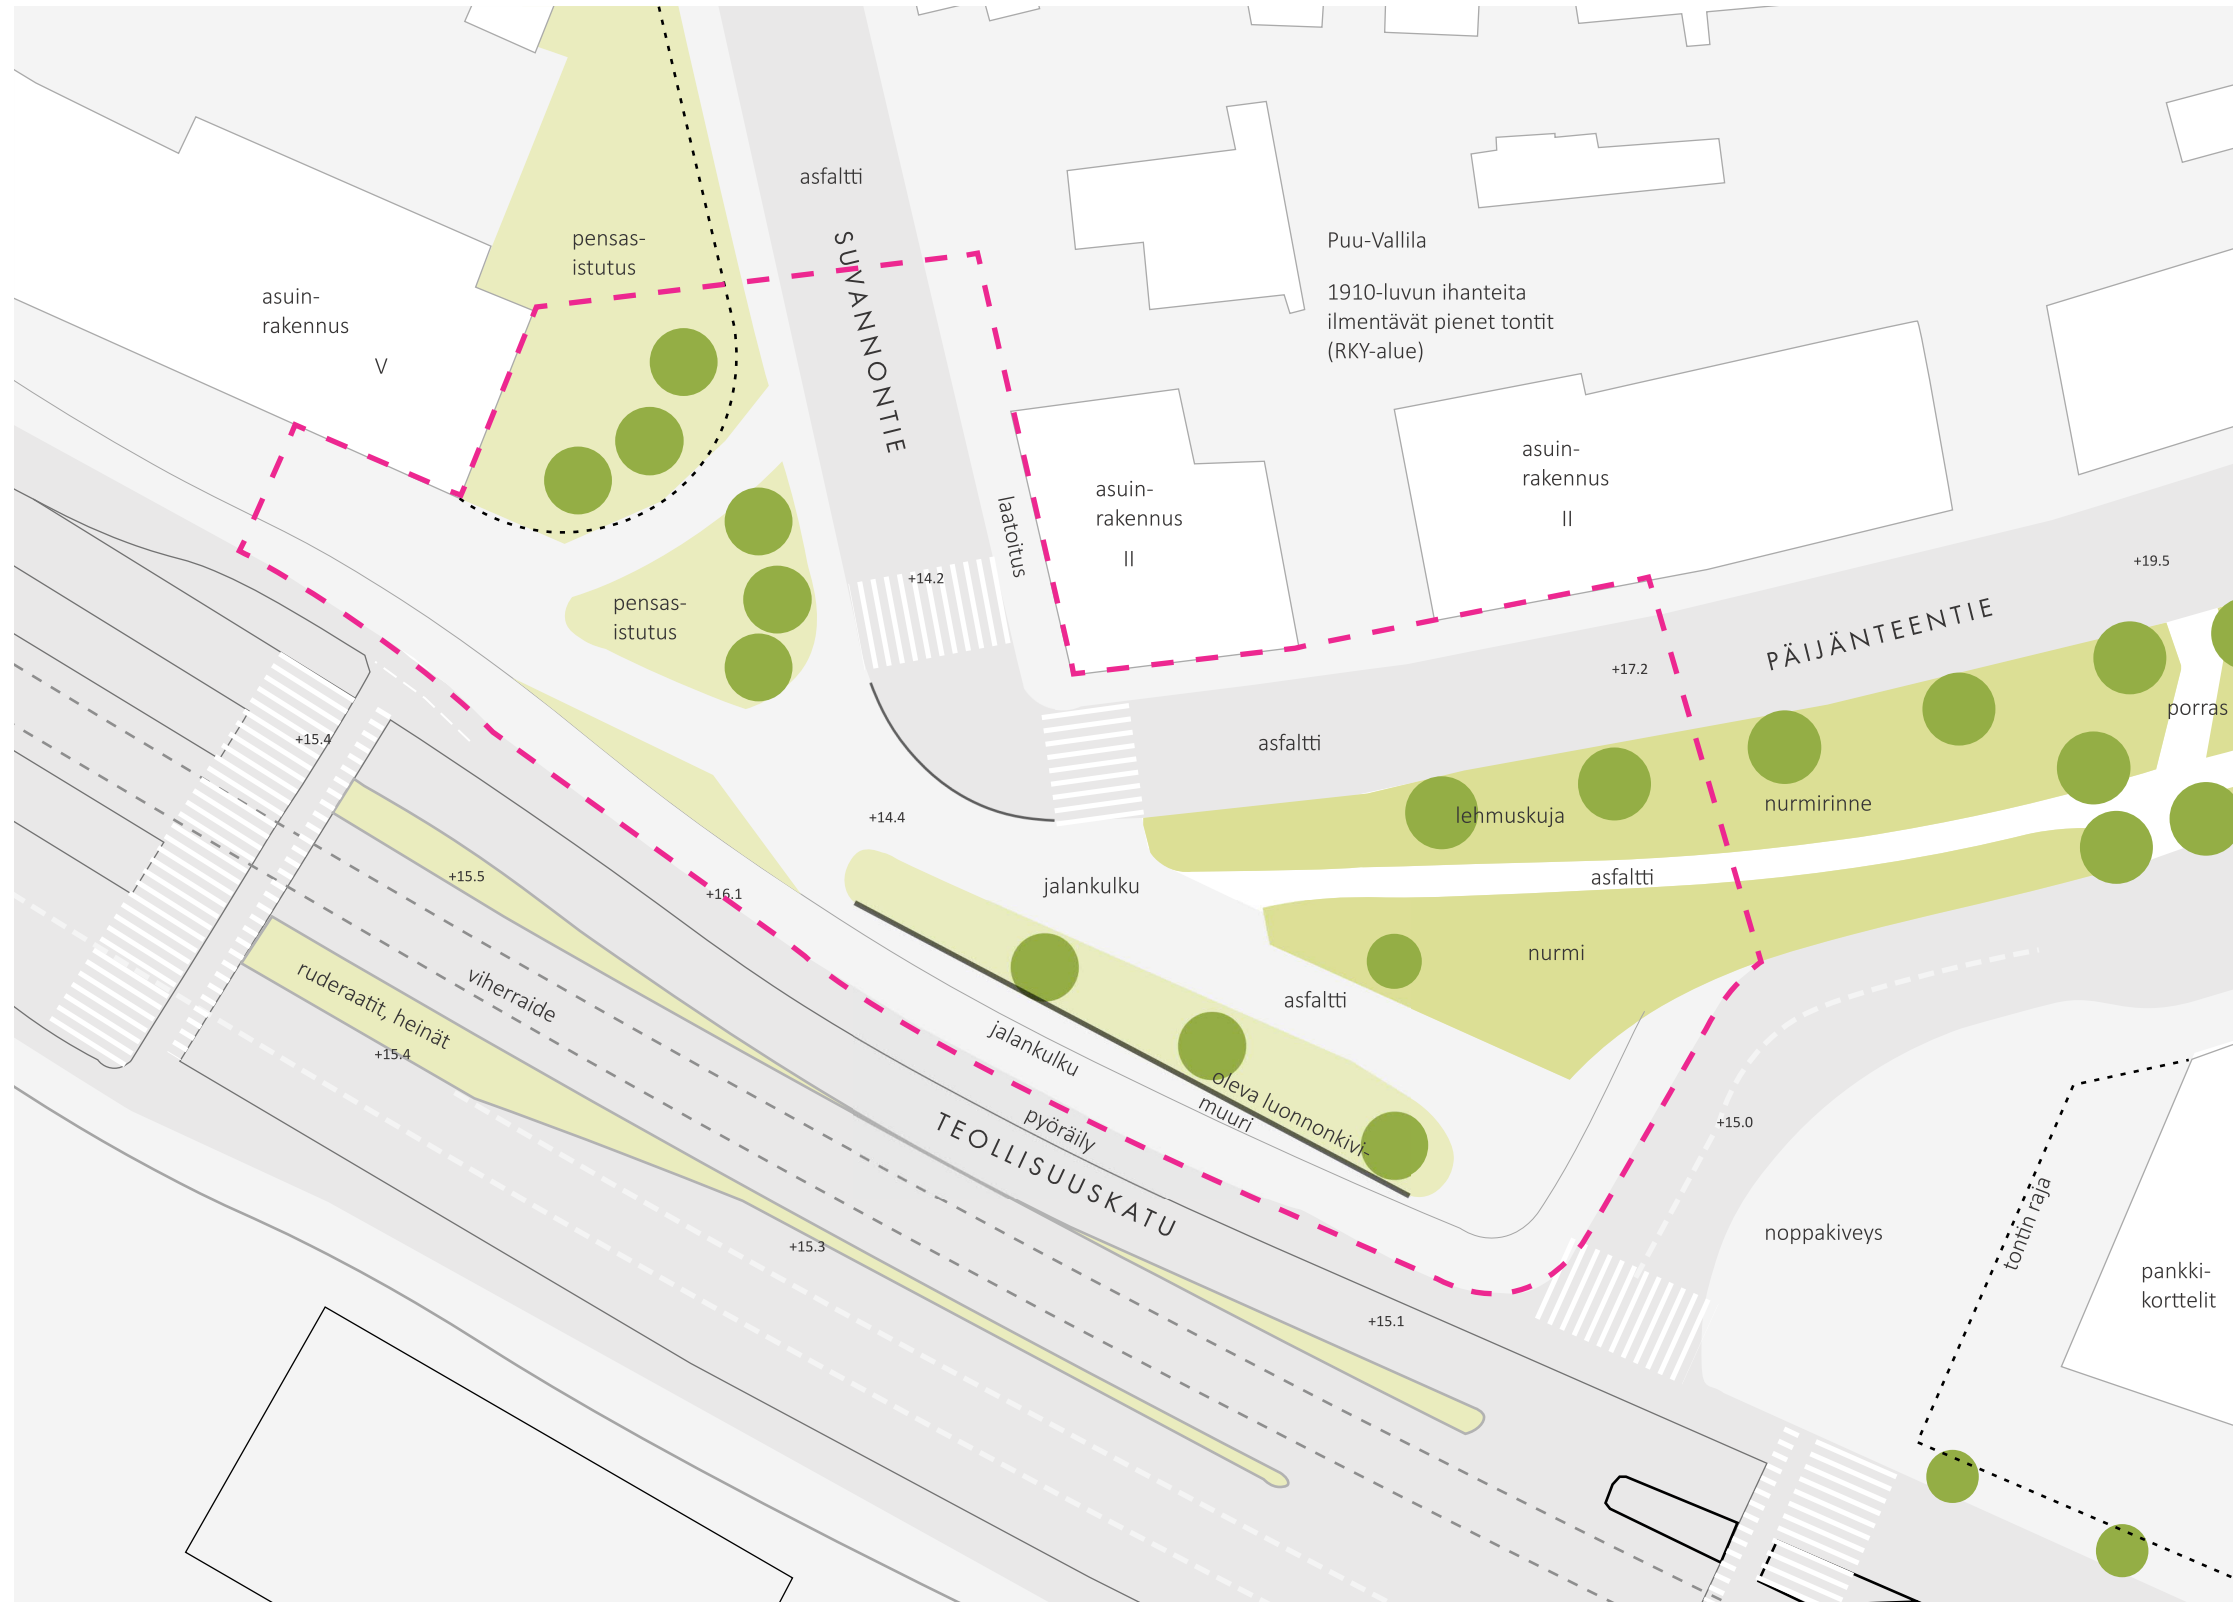 asfaltti
SUVANNONTIE
pensas-
istutus
Puu-Vallila
1910-luvun ihanteita
ilmentävät pienet tontit
(RKY-alue)
asuin-
rakennus
V
asuin-
rakennus
II
asuin-
rakennus
II
laatoitus
+14.2
pensas-
istutus
+19.5
PÄIJÄNTEENTIE
+17.2
porras
asfaltti
+15.4
nurmirinne
lehmuskuja
+14.4
+15.5
+16.1
jalankulku
asfaltti
nurmi
viherraide
ruderaatit, heinät
+15.4
asfaltti
jalankulku
oleva luonnonkivi-
muuri
pyöräily
TEOLLISUUSKATU
+15.0
tontin raja
noppakiveys
+15.3
pankki-
korttelit
+15.1